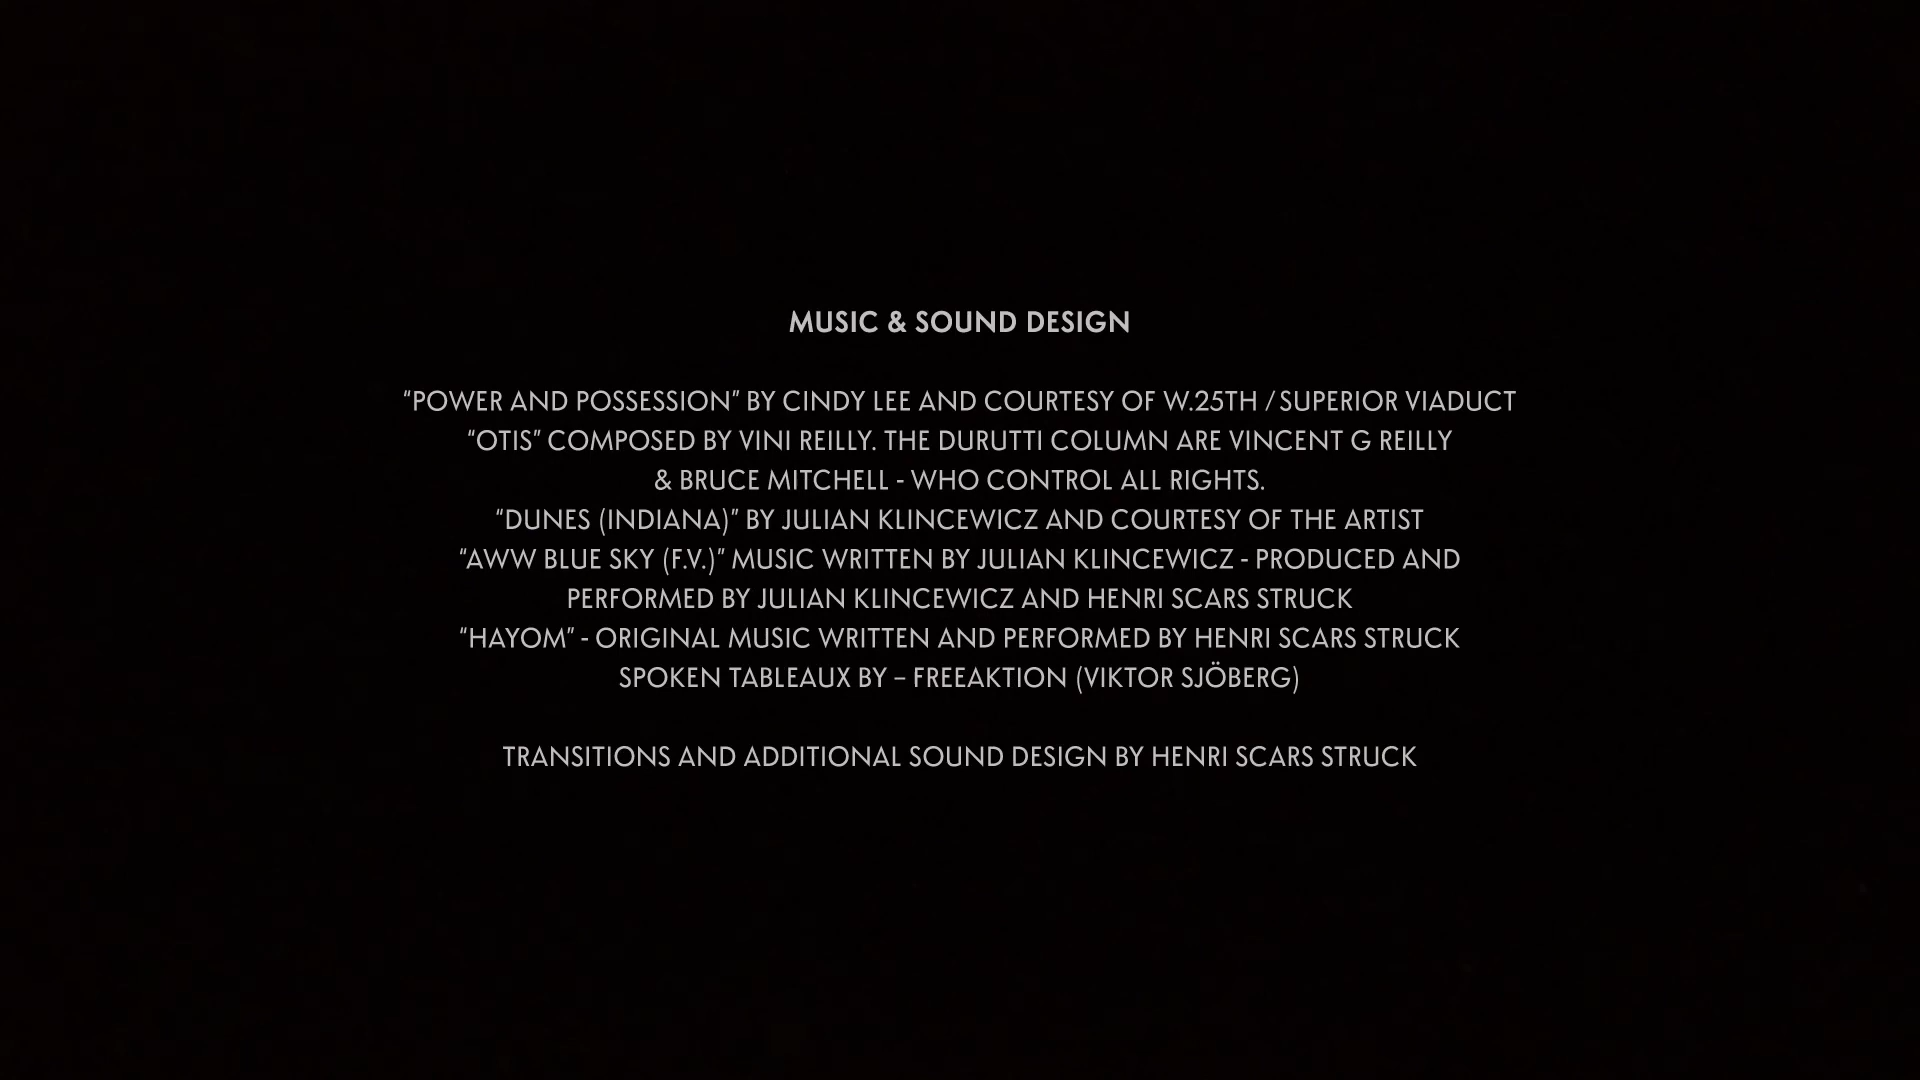 MUSIC & SOUND DESIGN
“POWER AND POSSESSION” BY CINDY LEE AND COURTESY OF W.25TH / SUPERIOR VIADUCT
“OTIS” COMPOSED BY VINI REILLY. THE DURUTTI COLUMN ARE VINCENT G REILLY
& BRUCE MITCHELL - WHO CONTROL ALL RIGHTS.
“DUNES (INDIANA)” BY JULIAN KLINCEWICZ AND COURTESY OF THE ARTIST
“AWW BLUE SKY (F.V.)” MUSIC WRITTEN BY JULIAN KLINCEWICZ - PRODUCED AND
PERFORMED BY JULIAN KLINCEWICZ AND HENRI SCARS STRUCK
“HAYOM” - ORIGINAL MUSIC WRITTEN AND PERFORMED BY HENRI SCARS STRUCK
SPOKEN TABLEAUX BY – FREEAKTION (VIKTOR SJÖBERG)
TRANSITIONS AND ADDITIONAL SOUND DESIGN BY HENRI SCARS STRUCK